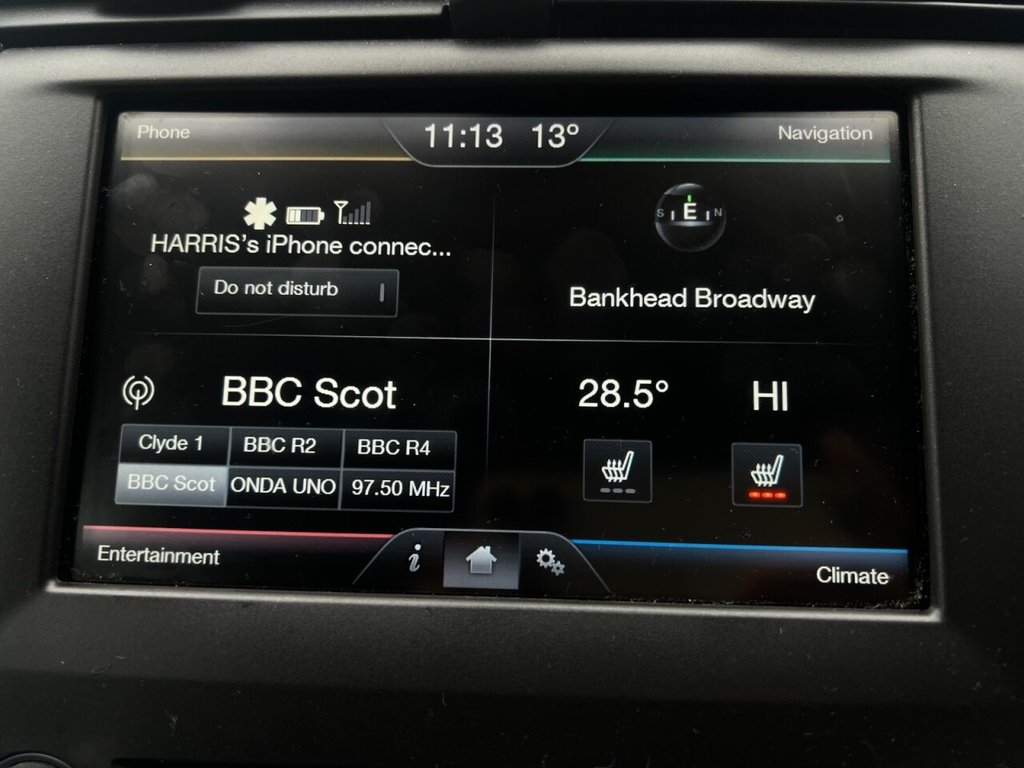 Phone
11:13 13°
Navigation
HARRIS's iPhone connec...
Do not disturb
S E N
Bankhead Broadway
BBC Scot
Clyde 1 BBC R2 BBC R4
BBC Scot ONDA UNO 97.50 MHz
28.5° HI
Entertainment
i
Climate